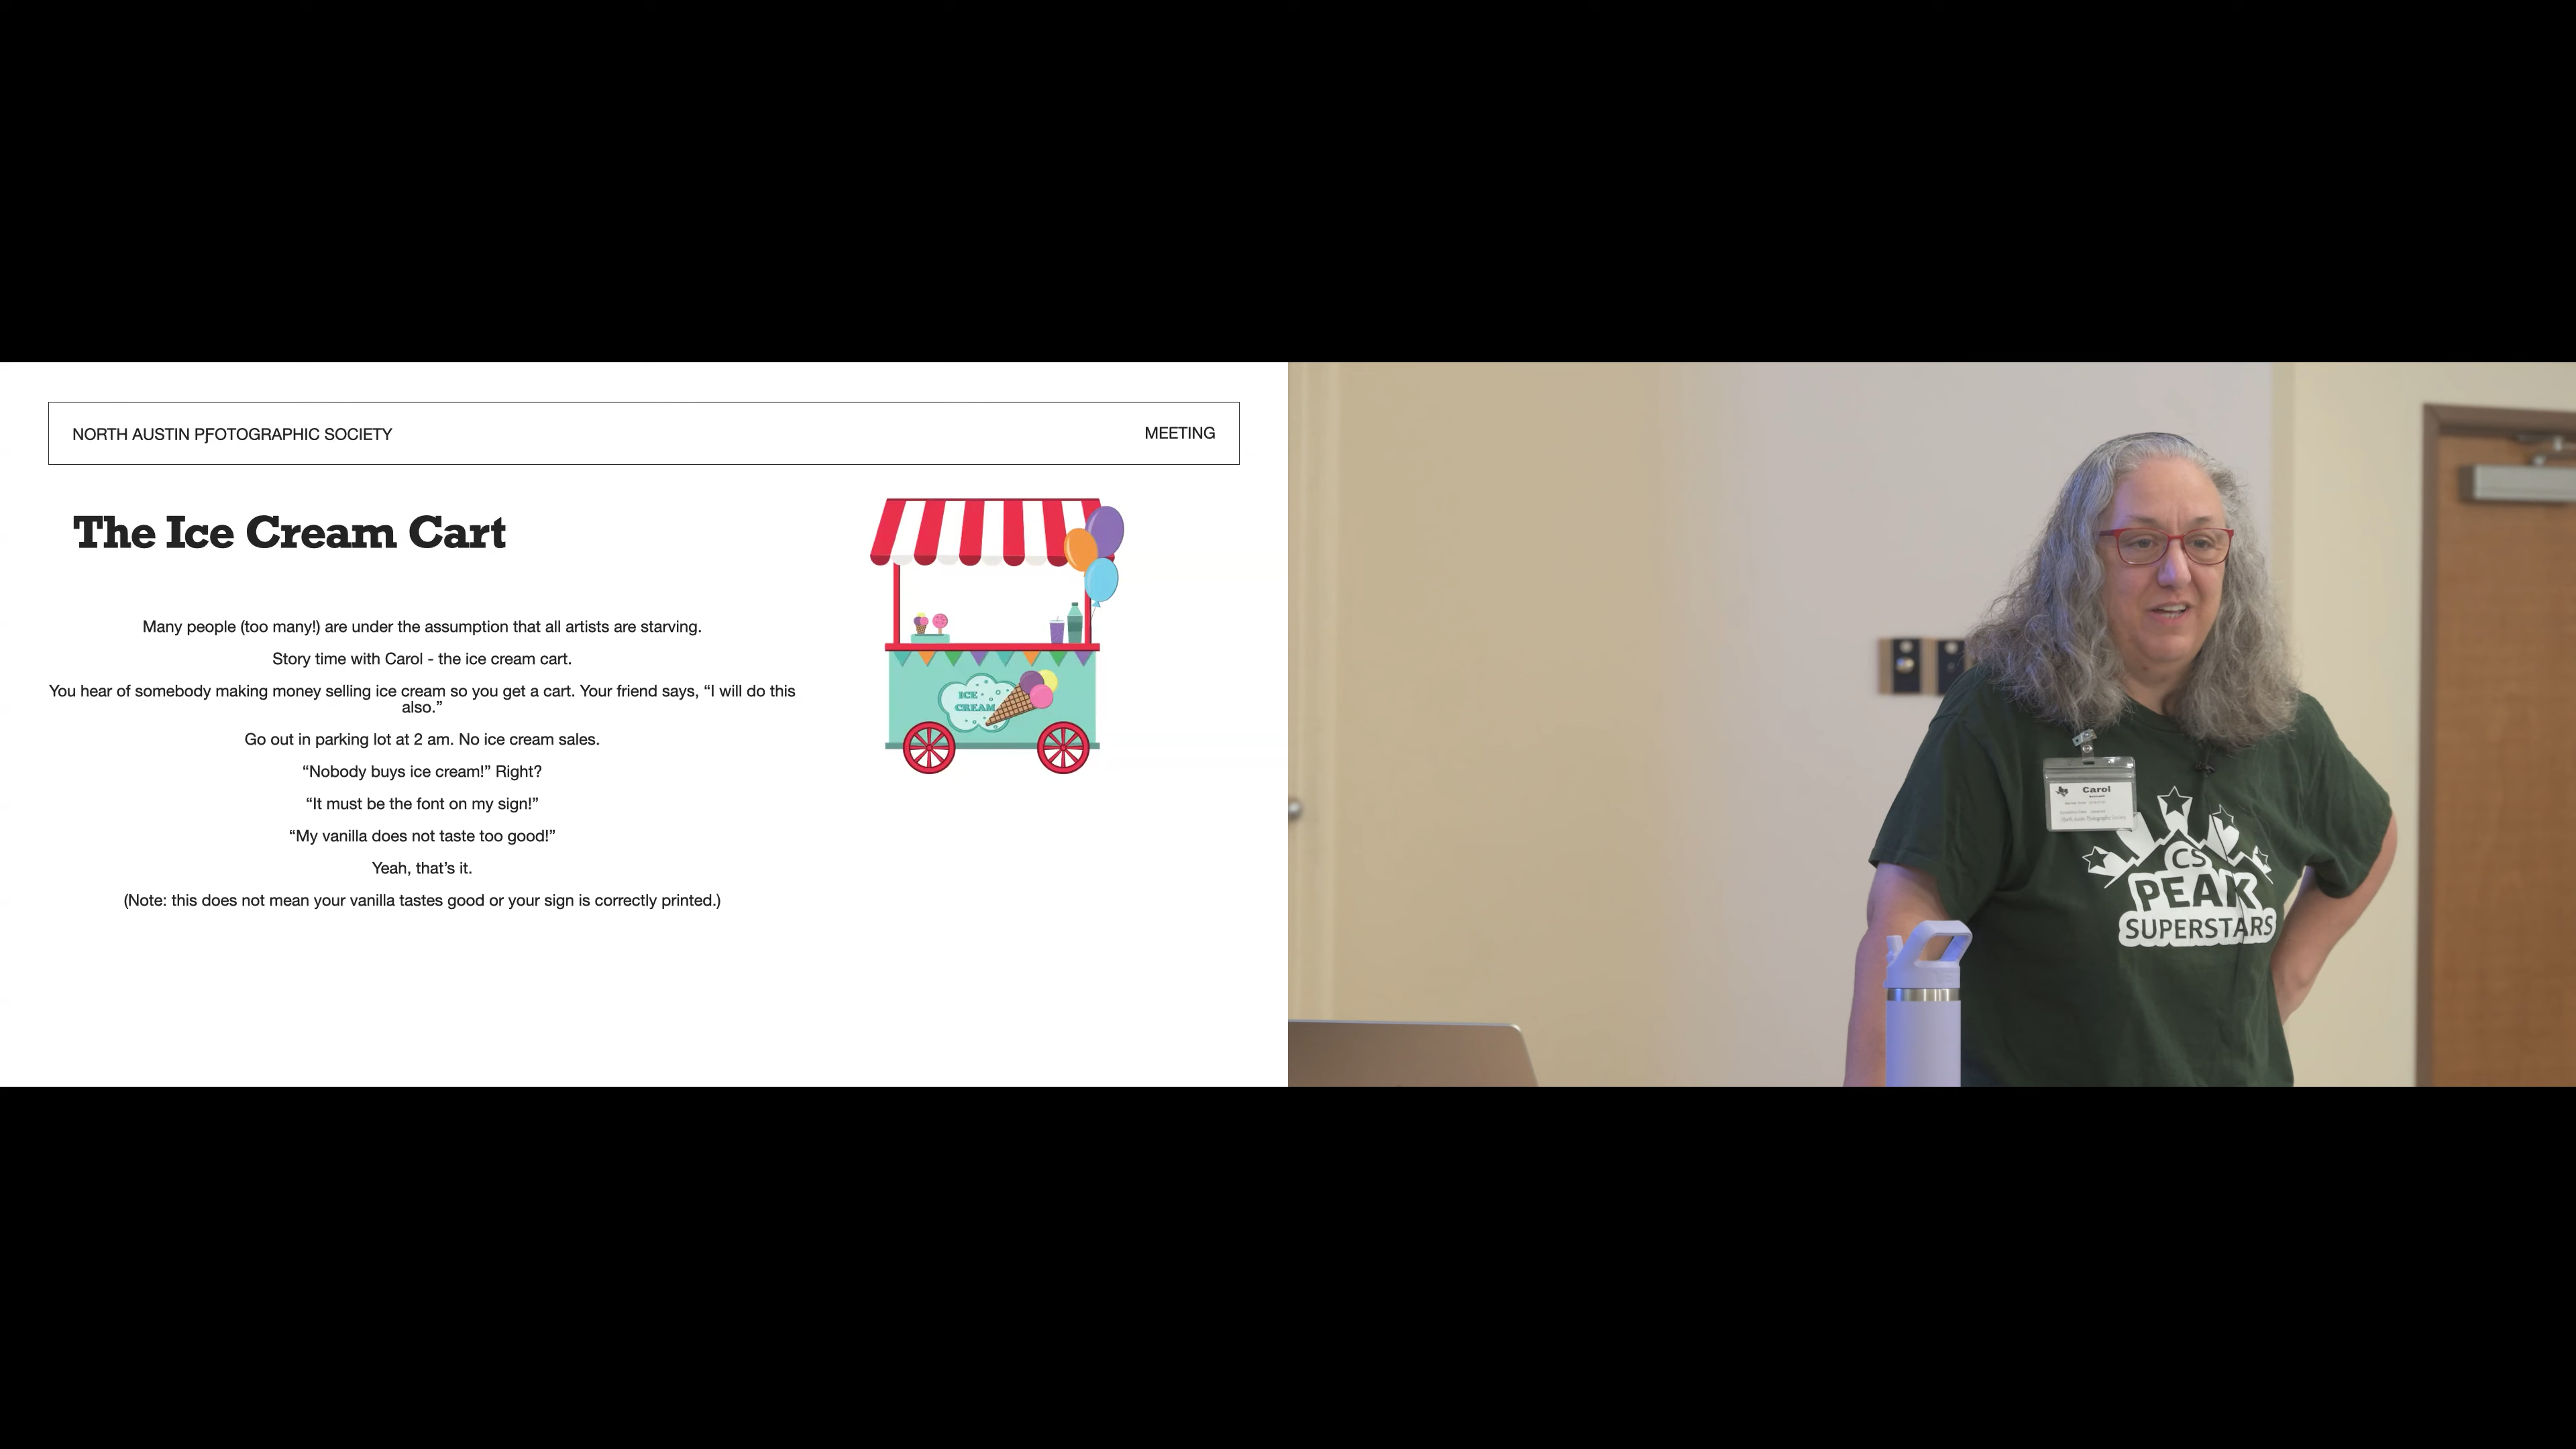 NORTH AUSTIN PƑOTOGRAPHIC SOCIETY
MEETING
The Ice Cream Cart
Many people (too many!) are under the assumption that all artists are starving.
Story time with Carol - the ice cream cart.
You hear of somebody making money selling ice cream so you get a cart. Your friend says, “I will do this
also.”
Go out in parking lot at 2 am. No ice cream sales.
“Nobody buys ice cream!” Right?
“It must be the font on my sign!”
“My vanilla does not taste too good!”
Yeah, that’s it.
(Note: this does not mean your vanilla tastes good or your sign is correctly printed.)
ICE
CREAM
Carol
North Austin Photographic Society
CS
PEAK
SUPERSTARS